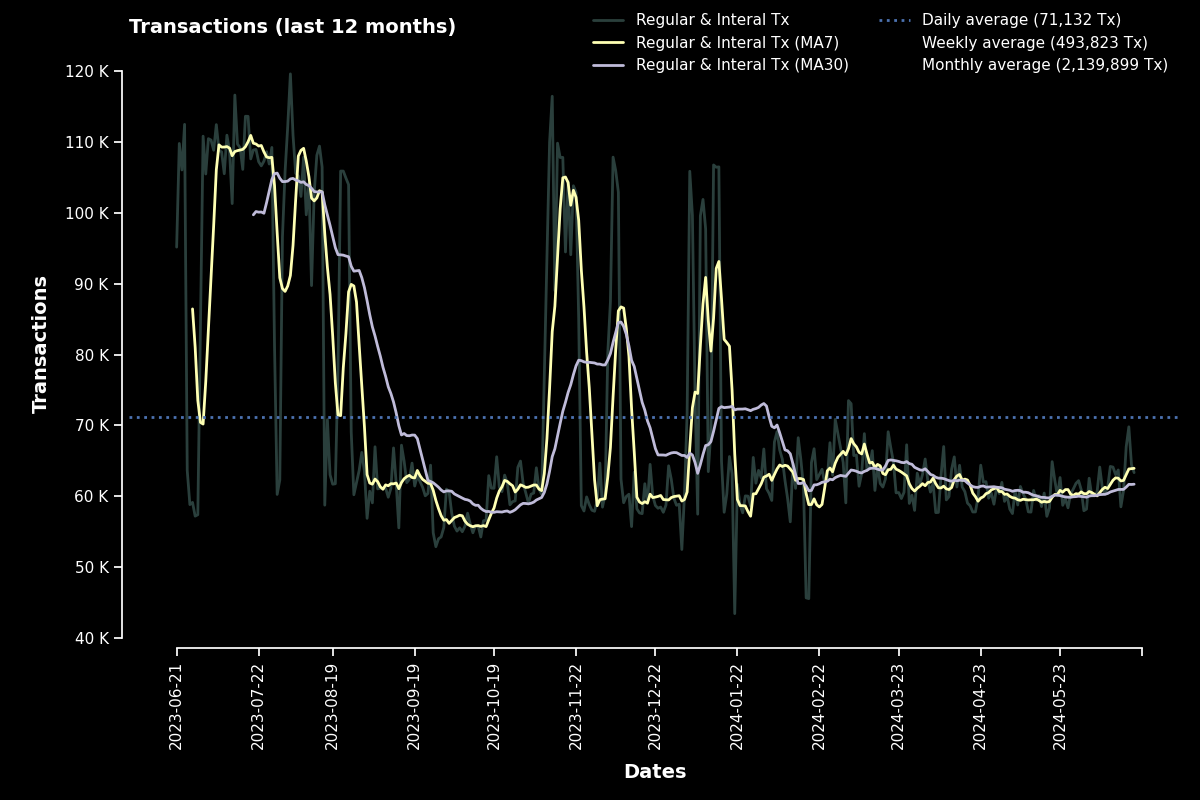 Transactions (last 12 months)
Regular & Interal Tx
Regular & Interal Tx (MA7)
Regular & Interal Tx (MA30)
Daily average (71,132 Tx)
Weekly average (493,823 Tx)
Monthly average (2,139,899 Tx)
Transactions
120 K
110 K
100 K
90 K
80 K
70 K
60 K
50 K
40 K
2023-06-21
2023-07-22
2023-08-19
2023-09-19
2023-10-19
2023-11-22
2023-12-22
2024-01-22
2024-02-22
2024-03-23
2024-04-23
2024-05-23
Dates